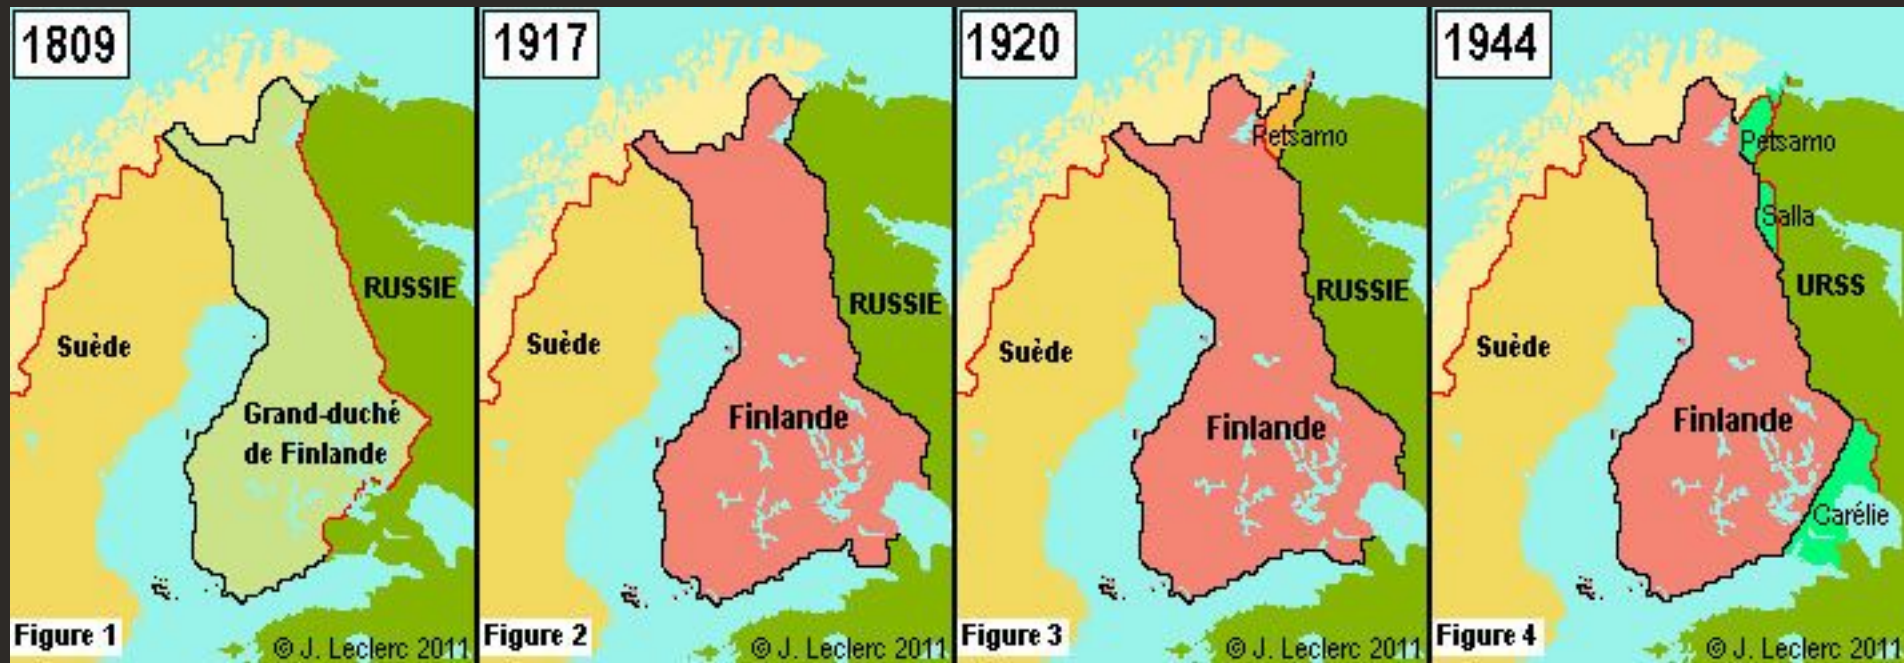 1809
RUSSIE
Suède
Grand-duché
de Finlande
Figure 1
© J. Leclerc 2011
1917
RUSSIE
Suède
Finlande
Figure 2
© J. Leclerc 2011
1920
Petsamo
RUSSIE
Suède
Finlande
Figure 3
© J. Leclerc 2011
1944
Petsamo
Salla
URSS
Suède
Finlande
Carélie
Figure 4
© J. Leclerc 2011